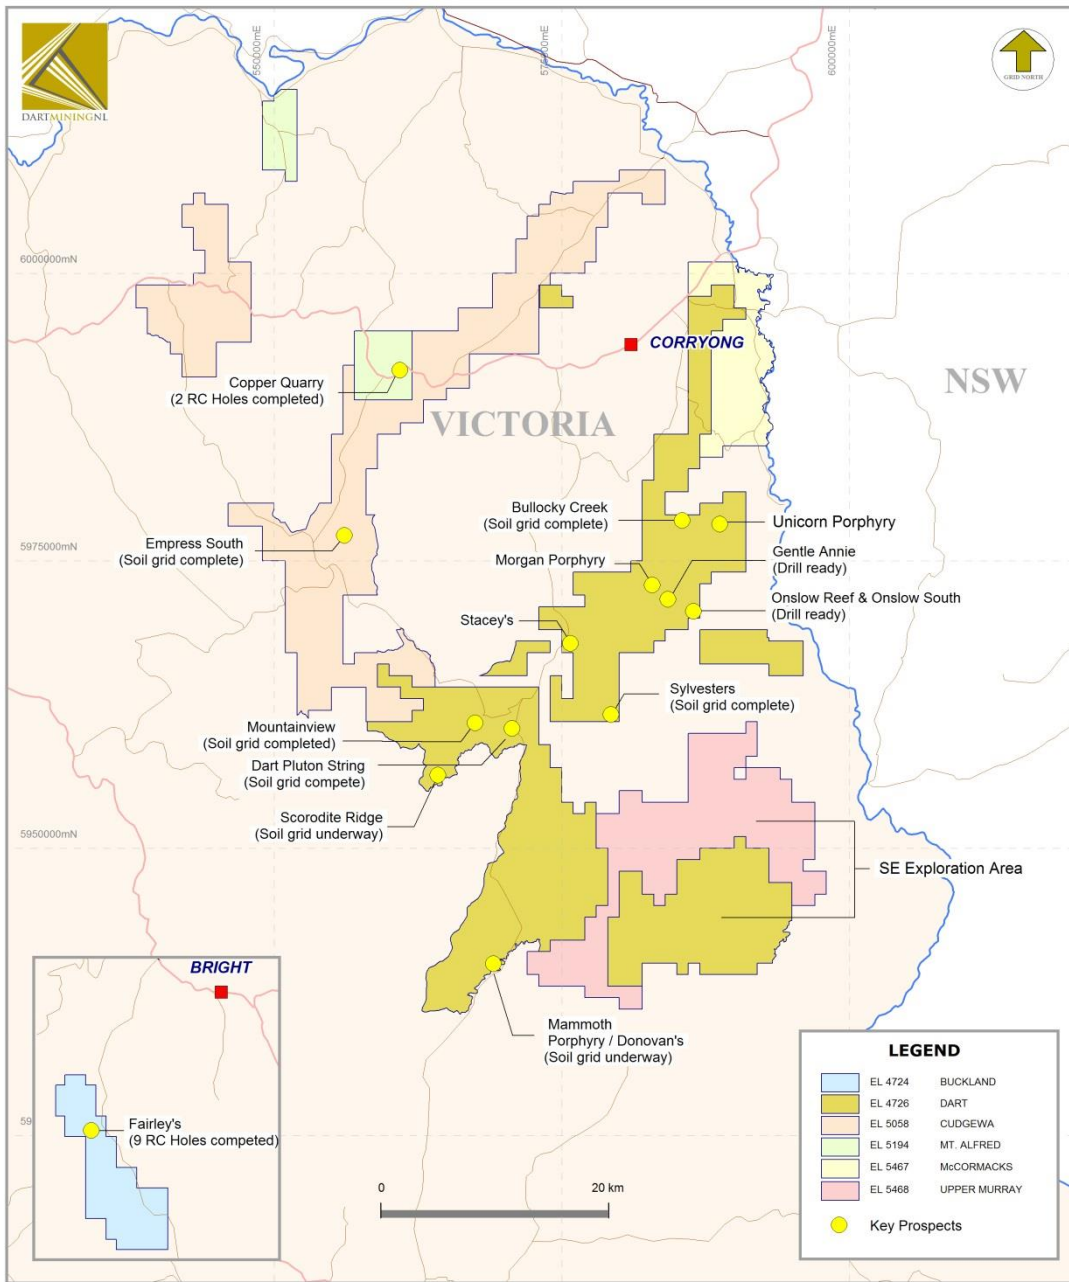 550000mE
575000mE
600000mE
GRID NORTH
DARTMININGNL
6000000mN
CORRYONG
NSW
Copper Quarry
(2 RC Holes completed)
VICTORIA
Bullocky Creek
(Soil grid complete)
Unicorn Porphyry
Empress South
(Soil grid complete)
5975000mN
Morgan Porphyry
Gentle Annie
(Drill ready)
Onslow Reef & Onslow South
(Drill ready)
Stacey's
Sylvesters
(Soil grid complete)
Mountainview
(Soil grid completed)
Dart Pluton String
(Soil grid compete)
Scorodite Ridge
(Soil grid underway)
5950000mN
SE Exploration Area
BRIGHT
Mammoth
Porphyry / Donovan's
(Soil grid underway)
Fairley's
(9 RC Holes competed)
0 20 km
LEGEND
EL 4724 BUCKLAND
EL 4726 DART
EL 5058 CUDGEWA
EL 5194 MT. ALFRED
EL 5467 McCORMACKS
EL 5468 UPPER MURRAY
Key Prospects